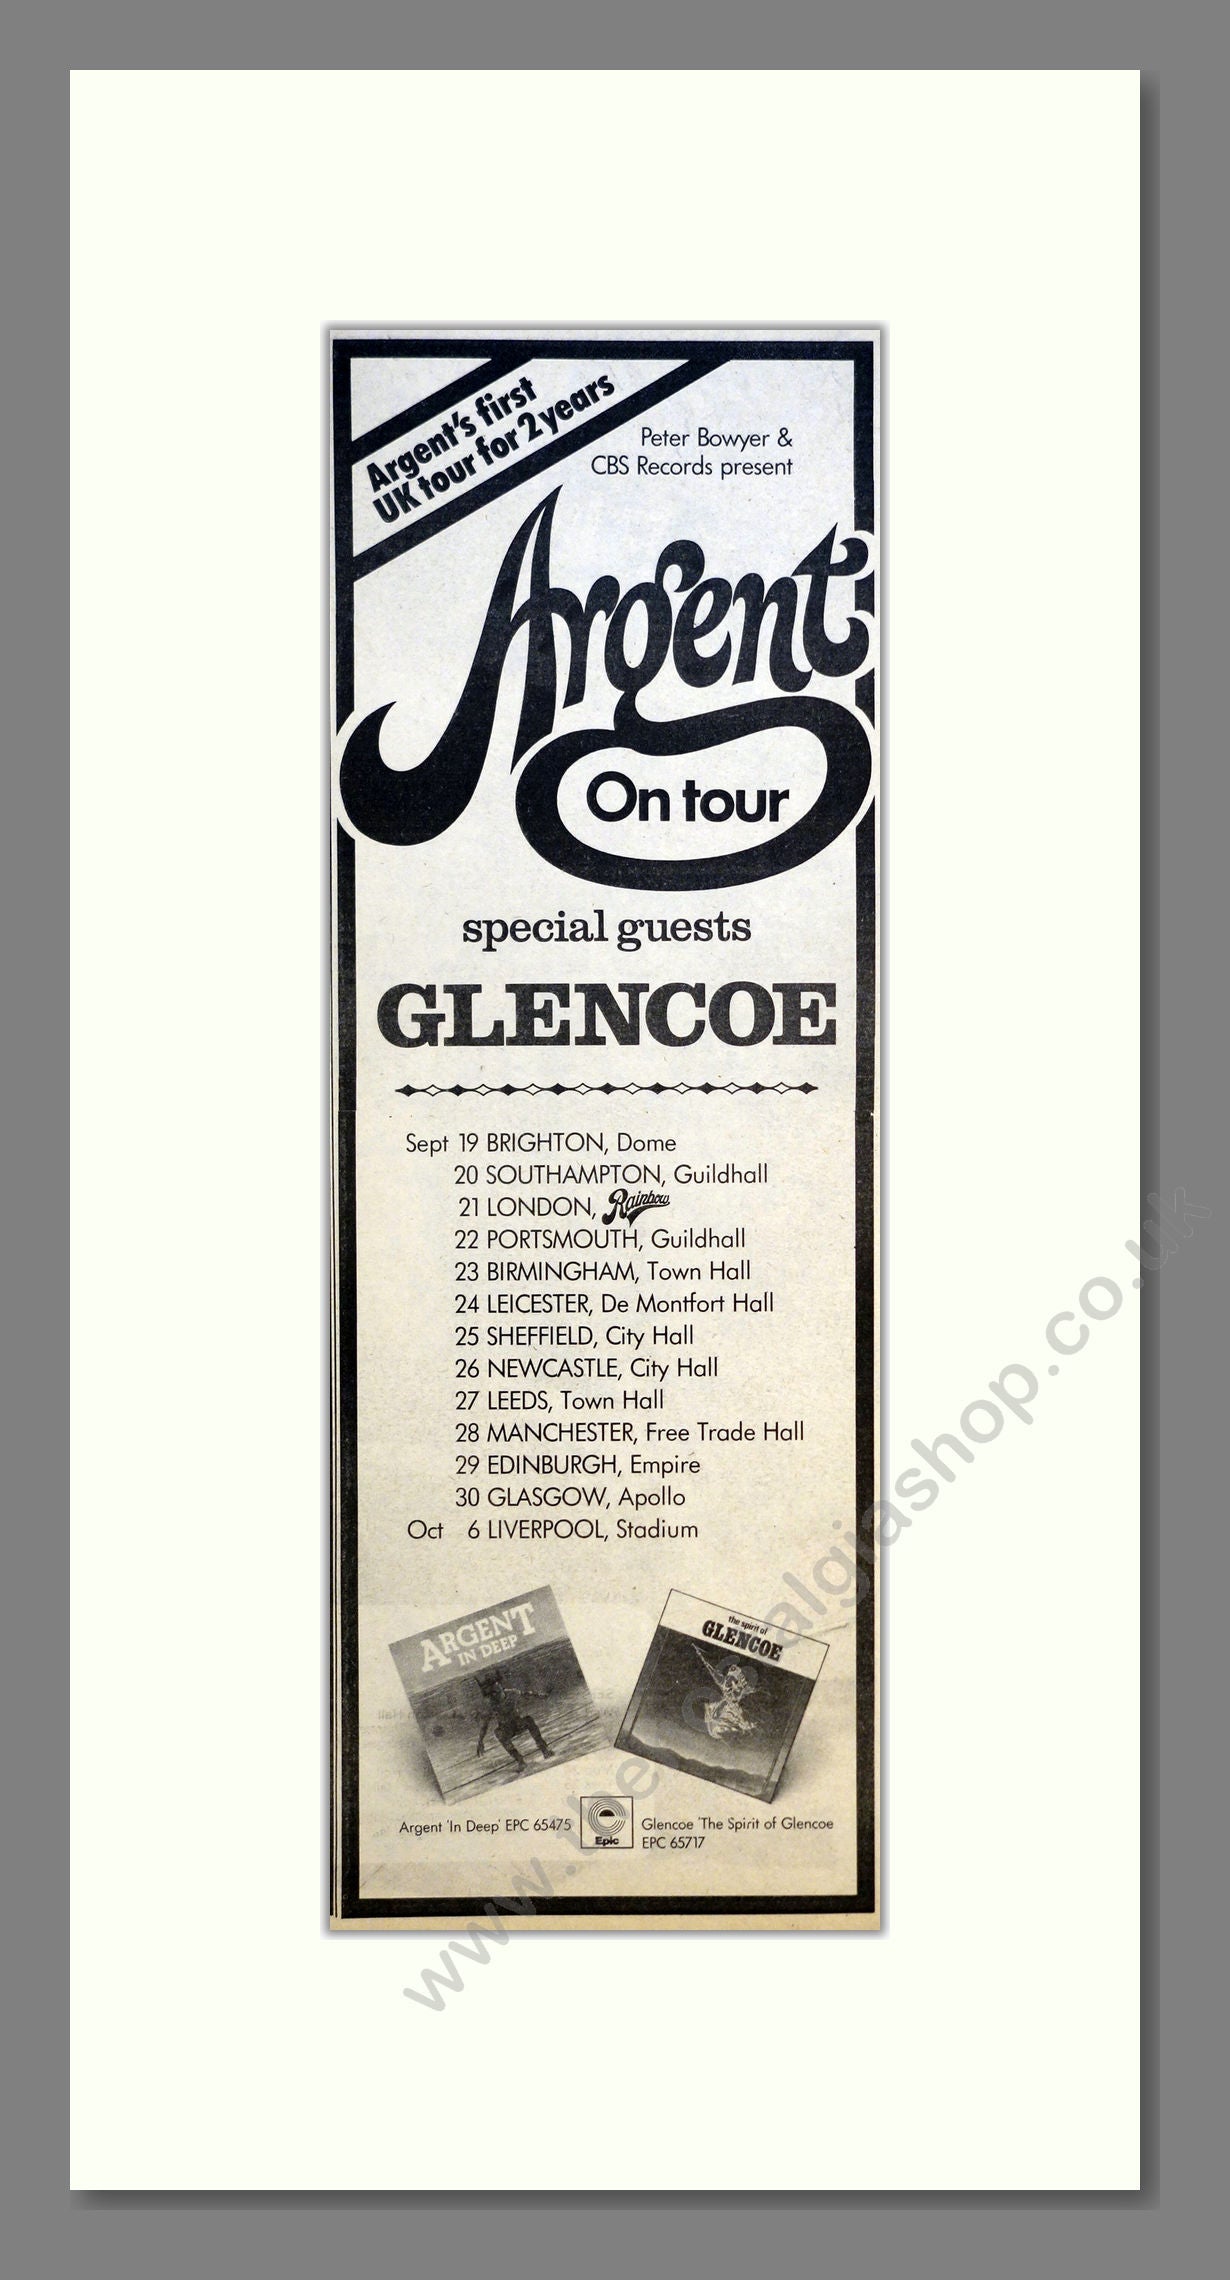 Argent's first
UK tour for 2 years
Peter Bowyer &
CBS Records present
Argent
On tour
special guests
GLENCOE
Sept 19 BRIGHTON, Dome
20 SOUTHAMPTON, Guildhall
21 LONDON, Rainbow
22 PORTSMOUTH, Guildhall
23 BIRMINGHAM, Town Hall
24 LEICESTER, De Montfort Hall
25 SHEFFIELD, City Hall
26 NEWCASTLE, City Hall
27 LEEDS, Town Hall
28 MANCHESTER, Free Trade Hall
29 EDINBURGH, Empire
30 GLASGOW, Apollo
Oct 6 LIVERPOOL, Stadium
ARGENT
IN DEEP
the spirit of
GLENCOE
Argent 'In Deep' EPC 65475
Epic
Glencoe 'The Spirit of Glencoe
EPC 65717
www.thenostalgiashop.co.uk